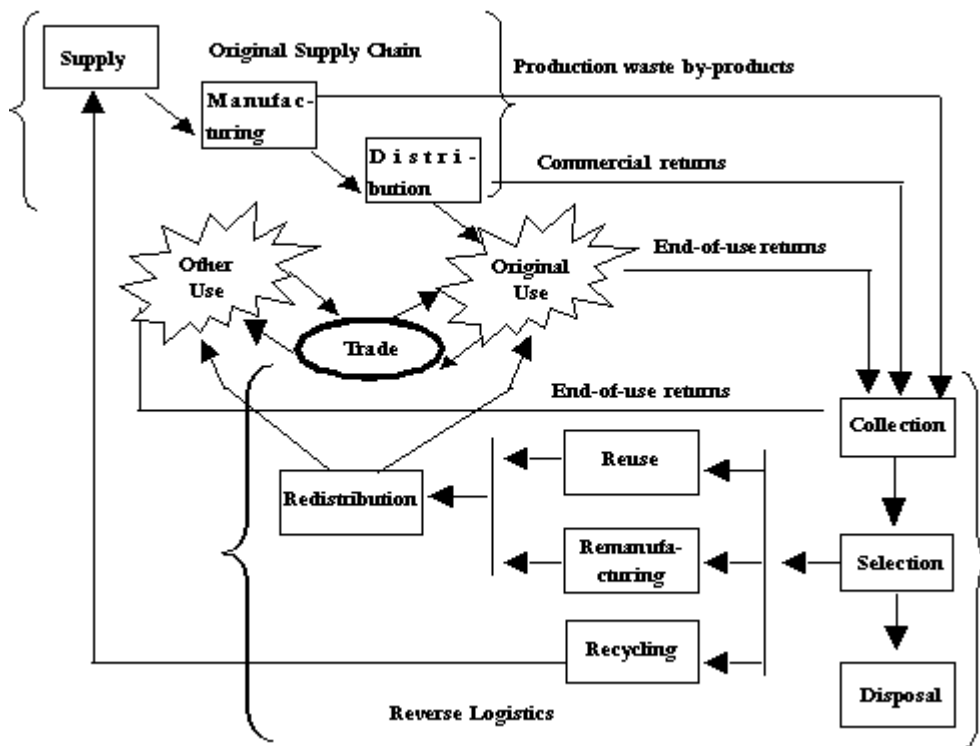 Supply
Original Supply Chain
Production waste by-products
Manufac-
turing
Distri-
bution
Commercial returns
Other
Use
Original
Use
End-of-use returns
Trade
End-of-use returns
Collection
Reuse
Redistribution
Remanufa-
cturing
Selection
Recycling
Disposal
Reverse Logistics